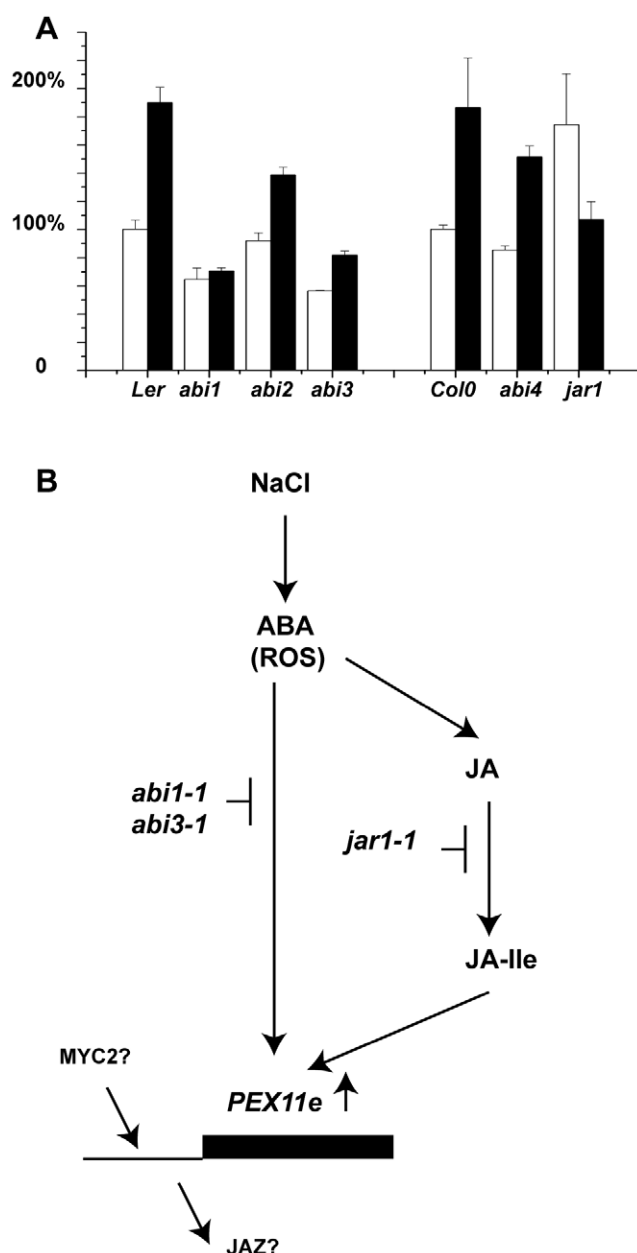 A
200%
100%
0
Ler abi1 abi2 abi3 Col0 abi4 jar1
B
NaCl
ABA
(ROS)
JA
abi1-1
abi3-1
jar1-1
JA-Ile
MYC2?
PEX11e
JAZ?